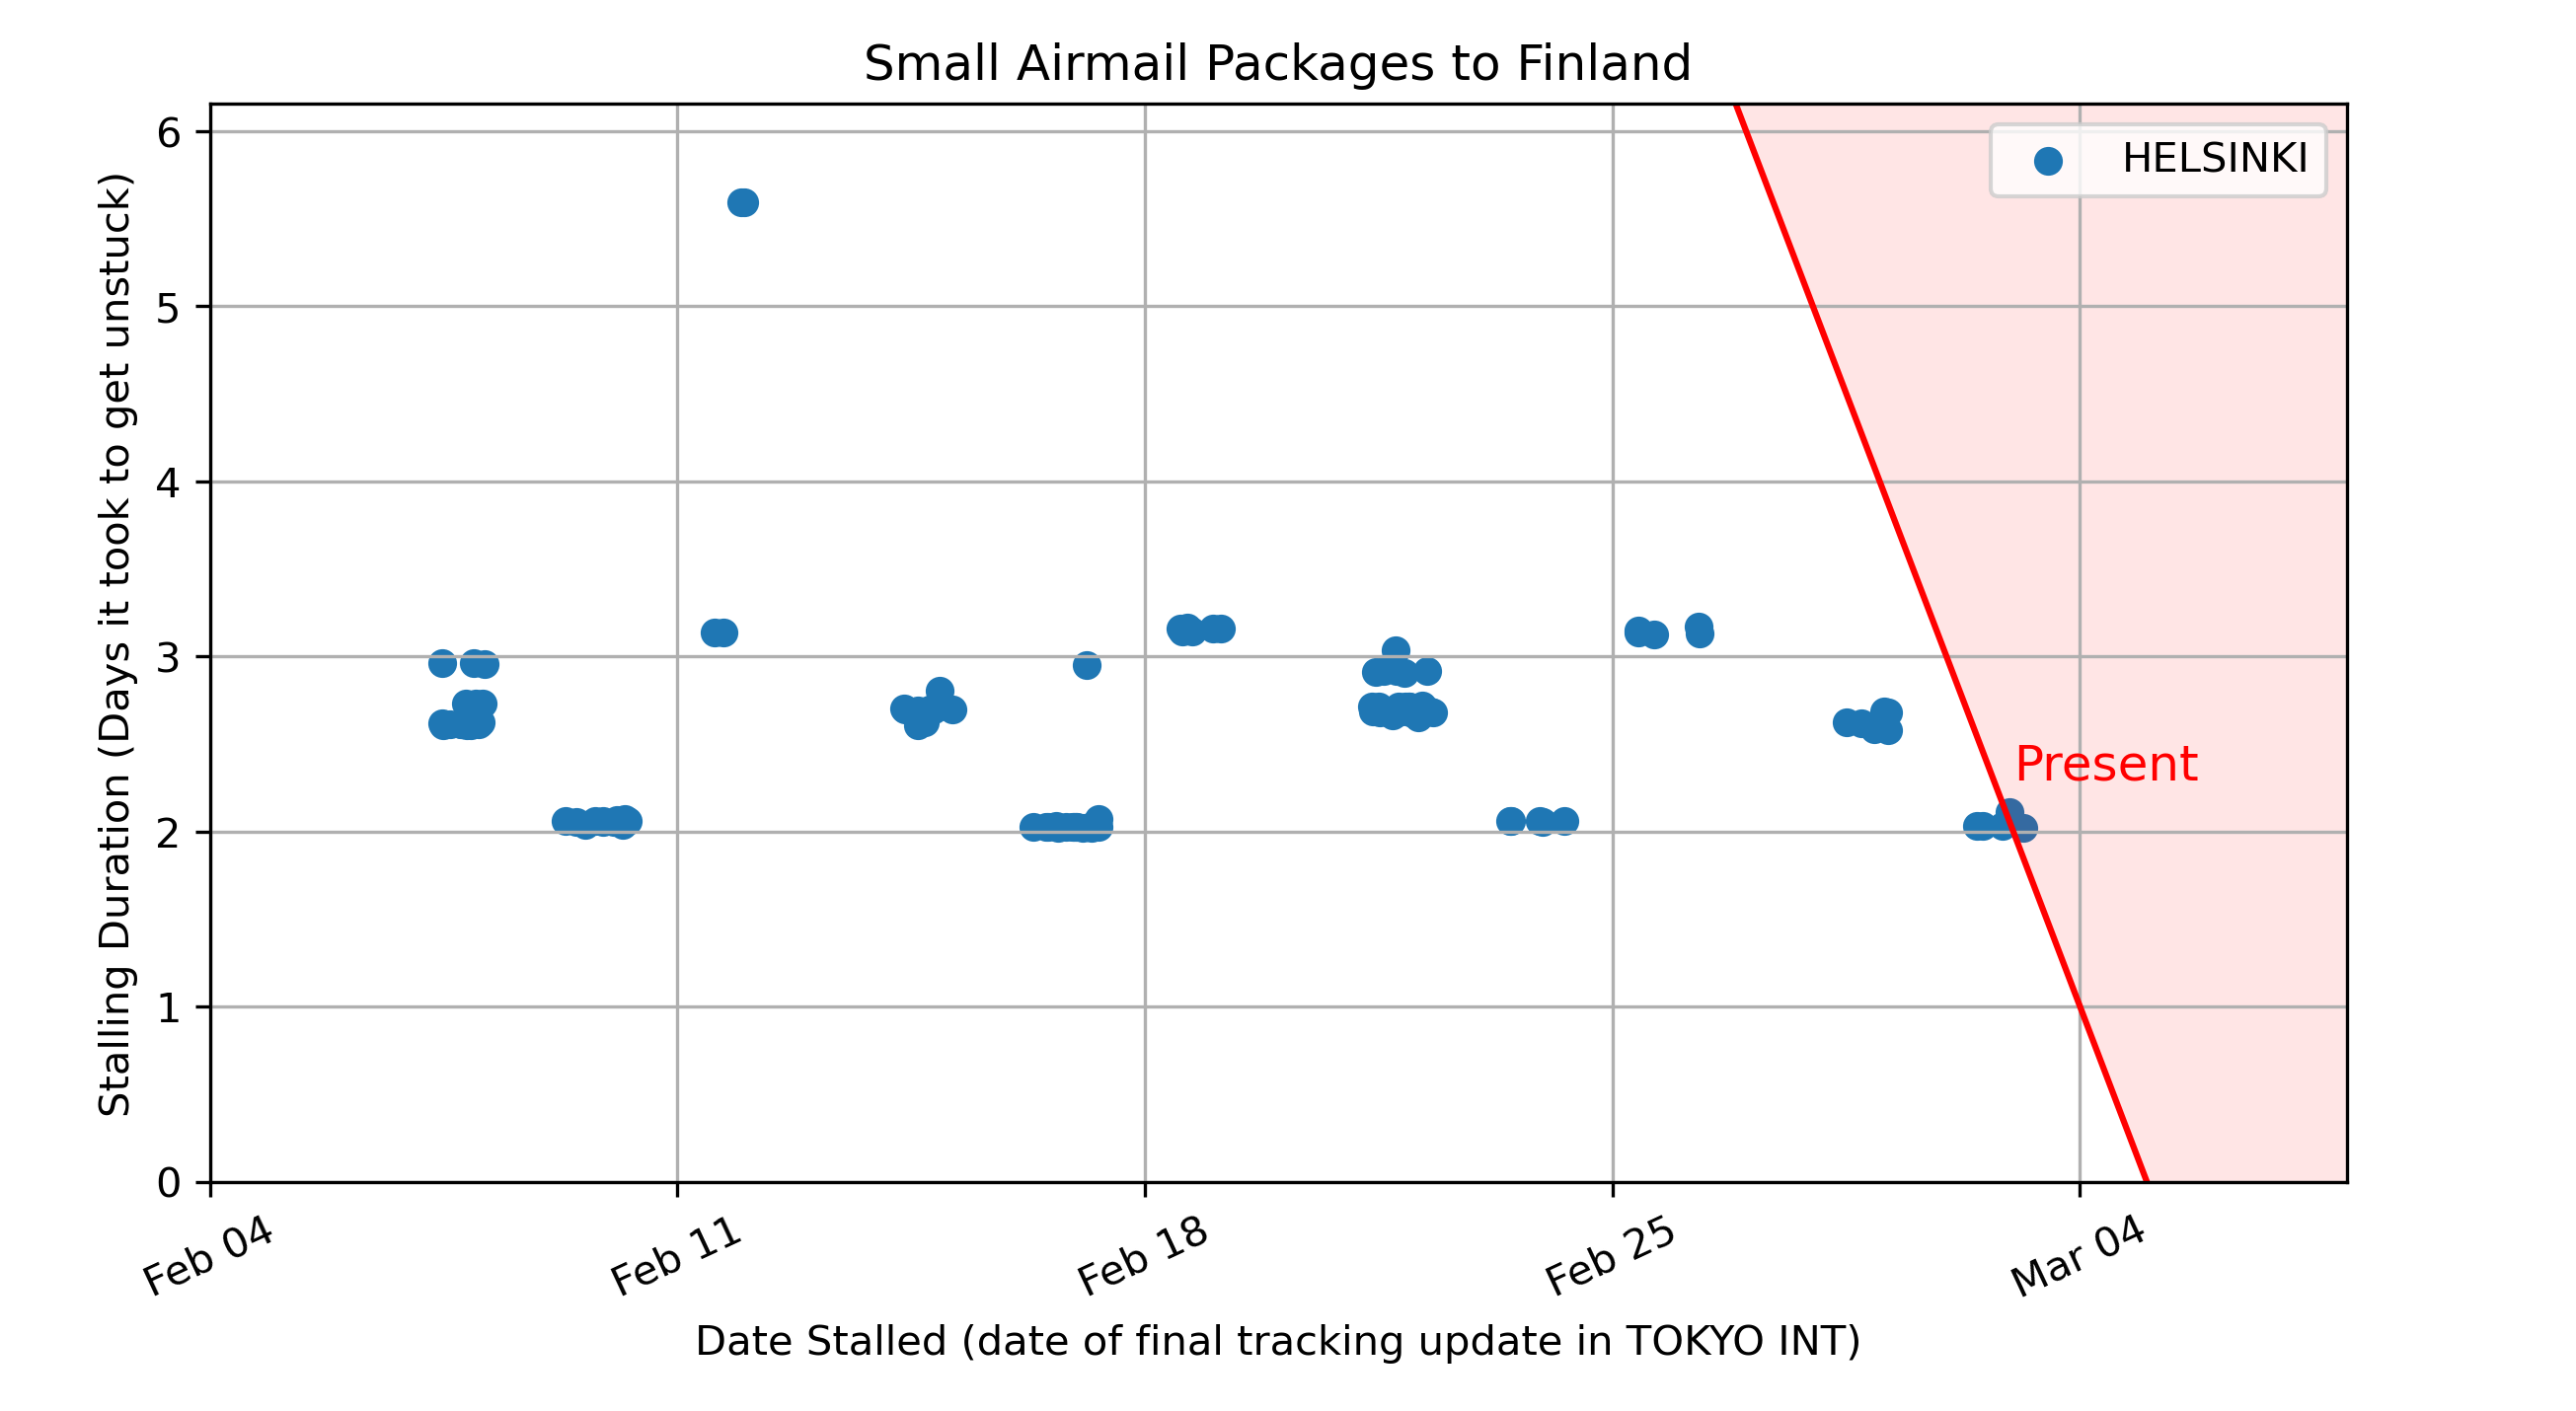 Small Airmail Packages to Finland
HELSINKI
Present
Stalling Duration (Days it took to get unstuck)
6
5
4
3
2
1
0
Feb 04
Feb 11
Feb 18
Feb 25
Mar 04
Date Stalled (date of final tracking update in TOKYO INT)